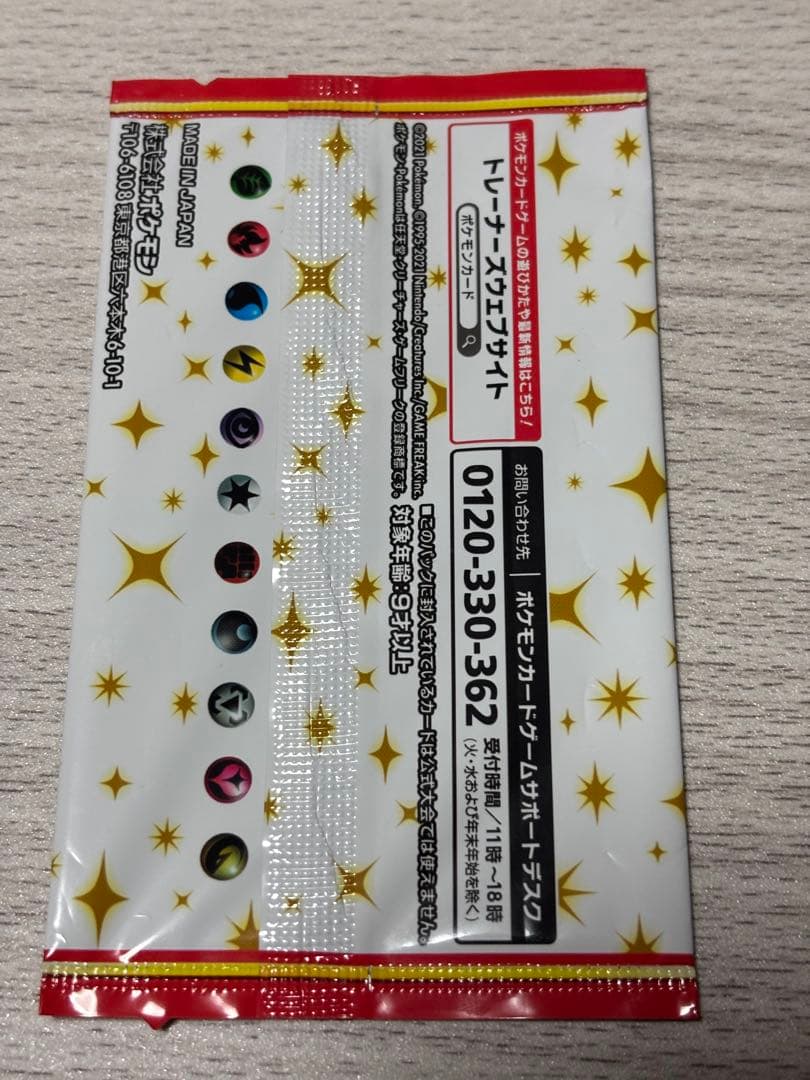 ポケモンカードゲームの遊びかたや最新情報はこちら!
トレーナーズウェブサイト
ポケモンカード
お問い合わせ先 ポケモンカードゲームサポートデスク
0120-330-362 受付時間/11時〜18時
(火・水および年末年始を除く)
■このパックに封入されているカードは公式大会では使えません。
対象年齢:9才以上
©2021 Pokémon. ©1995-2021 Nintendo/Creatures Inc./GAME FREAK inc.
ポケモン・Pokémonは任天堂・クリーチャーズ・ゲームフリークの登録商標です。
MADE IN JAPAN
株式会社ポケモン
〒106-6108 東京都港区六本木6-10-1